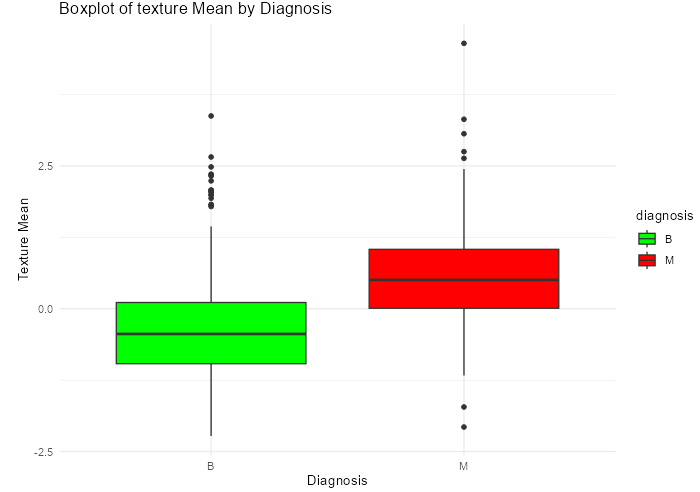 Boxplot of texture Mean by Diagnosis
Texture Mean
2.5
0.0
-2.5
B
M
Diagnosis
diagnosis
B
M